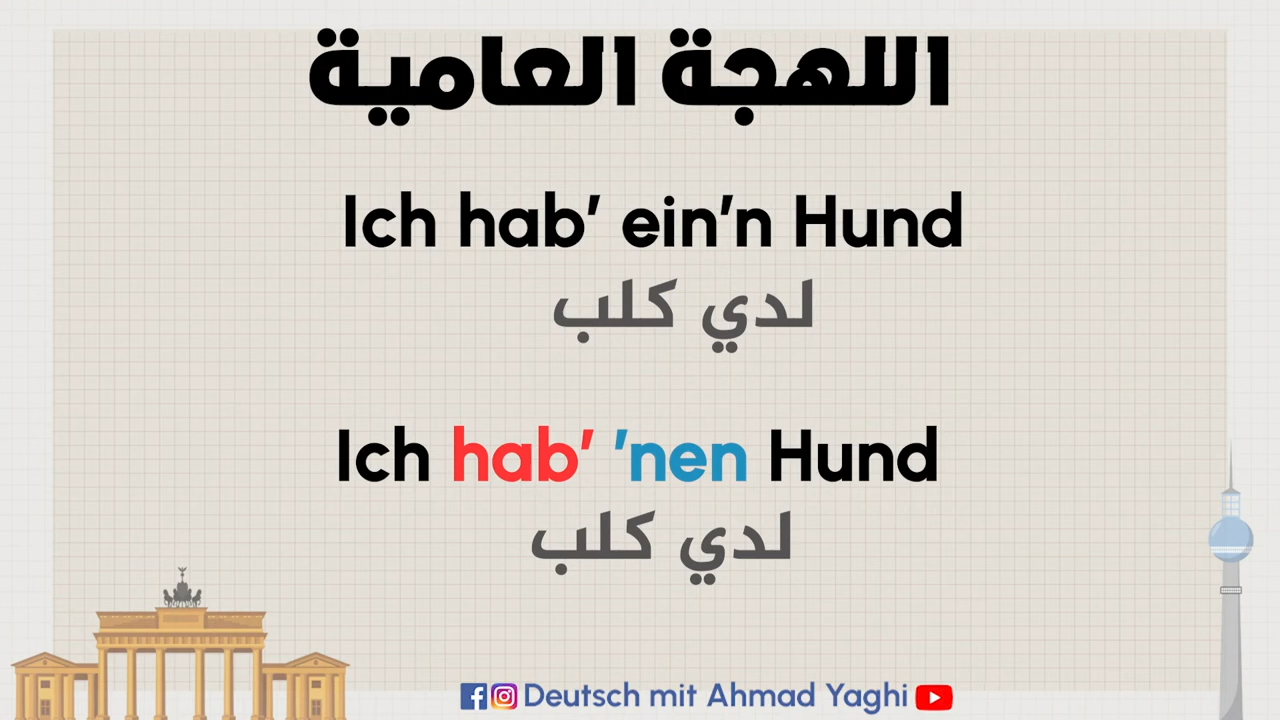 اللهجة العامية
Ich hab' ein'n Hund
لدي كلب
Ich hab' 'nen Hund
لدي كلب
Deutsch mit Ahmad Yaghi